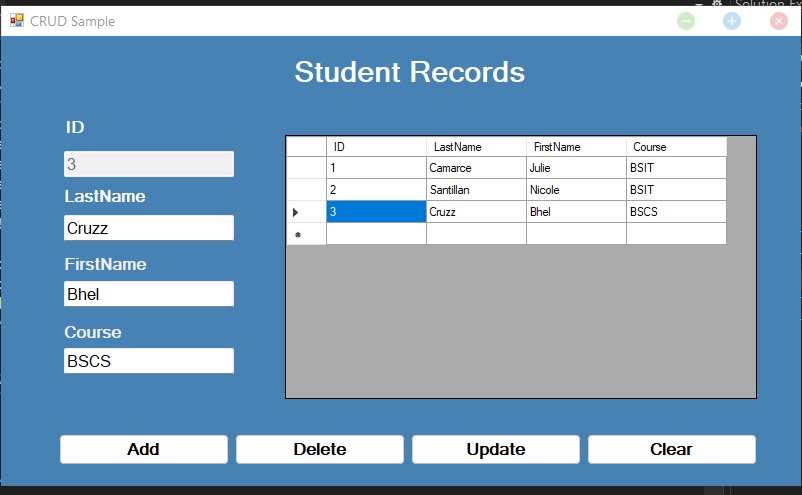 Solution Ex
CRUD Sample
Student Records
ID
3
LastName
Cruzz
FirstName
Bhel
Course
BSCS
ID LastName FirstName Course
1 Camarce Julie BSIT
2 Santillan Nicole BSIT
3 Cruzz Bhel BSCS
Add Delete Update Clear